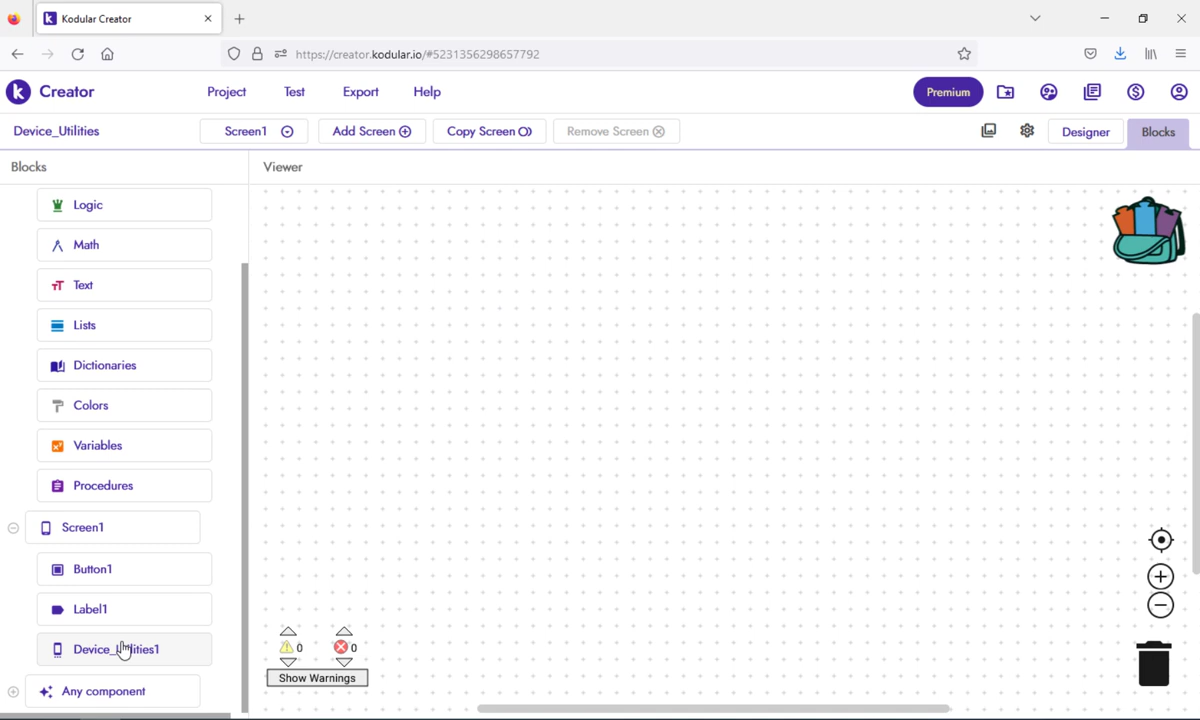 Kodular Creator
https://creator.kodular.io/#5231356298657792
Creator
Project
Test
Export
Help
Premium
Device_Utilities
Screen1
Add Screen
Copy Screen
Remove Screen
Designer
Blocks
Blocks
Viewer
Logic
Math
Text
Lists
Dictionaries
Colors
Variables
Procedures
Screen1
Button1
Label1
Any component
0
0
Show Warnings